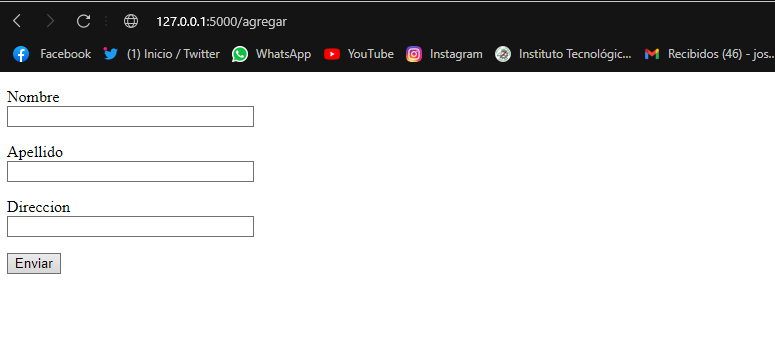 127.0.0.1:5000/agregar
Facebook (1) Inicio / Twitter WhatsApp YouTube Instagram Instituto Tecnológic... Recibidos (46) - jos...
Nombre
Apellido
Direccion
Enviar